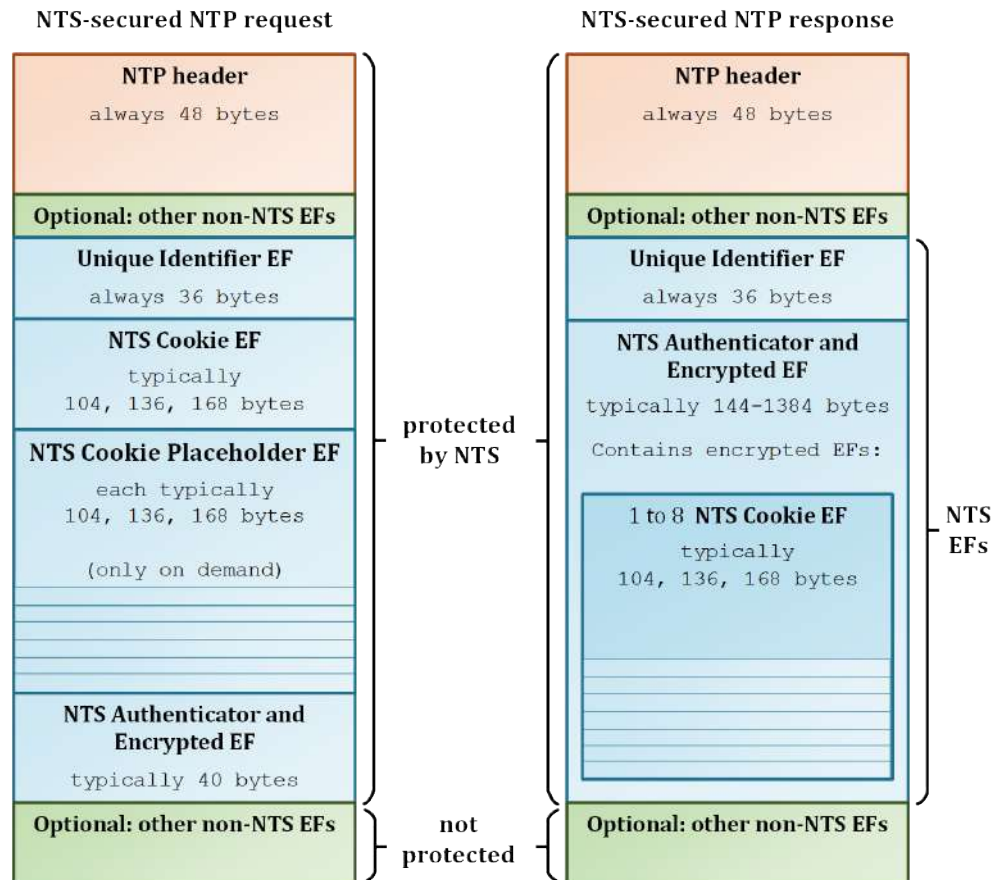 NTS-secured NTP request
NTP header
always 48 bytes
Optional: other non-NTS EFs
Unique Identifier EF
always 36 bytes
NTS Cookie EF
typically
104, 136, 168 bytes
NTS Cookie Placeholder EF
each typically
104, 136, 168 bytes
(only on demand)
NTS Authenticator and
Encrypted EF
typically 40 bytes
Optional: other non-NTS EFs
protected
by NTS
not
protected
NTS-secured NTP response
NTP header
always 48 bytes
Optional: other non-NTS EFs
Unique Identifier EF
always 36 bytes
NTS Authenticator and
Encrypted EF
typically 144-1384 bytes
Contains encrypted EFs:
1 to 8 NTS Cookie EF
typically
104, 136, 168 bytes
Optional: other non-NTS EFs
NTS
EFs